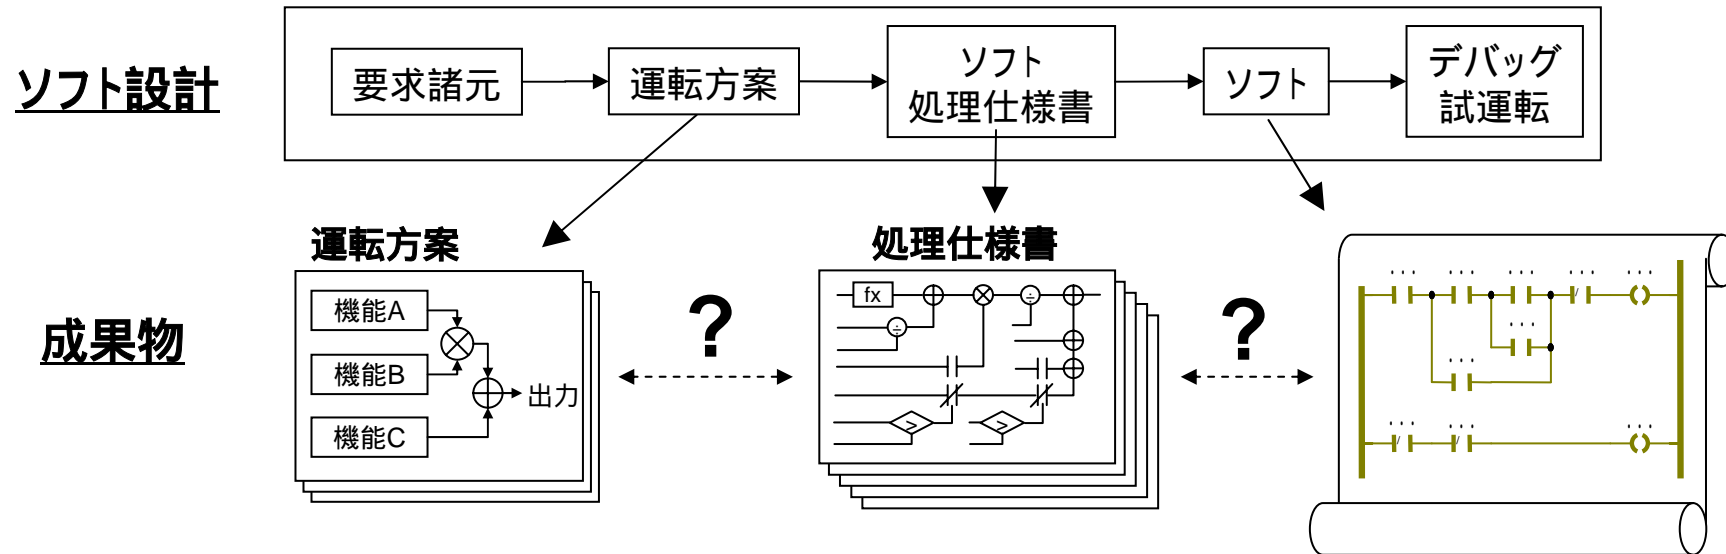 ソフト設計
要求諸元
運転方案
ソフト
処理仕様書
ソフト
デバッグ
試運転
成果物
運転方案
機能A
機能B
機能C
出力
?
処理仕様書
fx
÷
÷
>
>
?